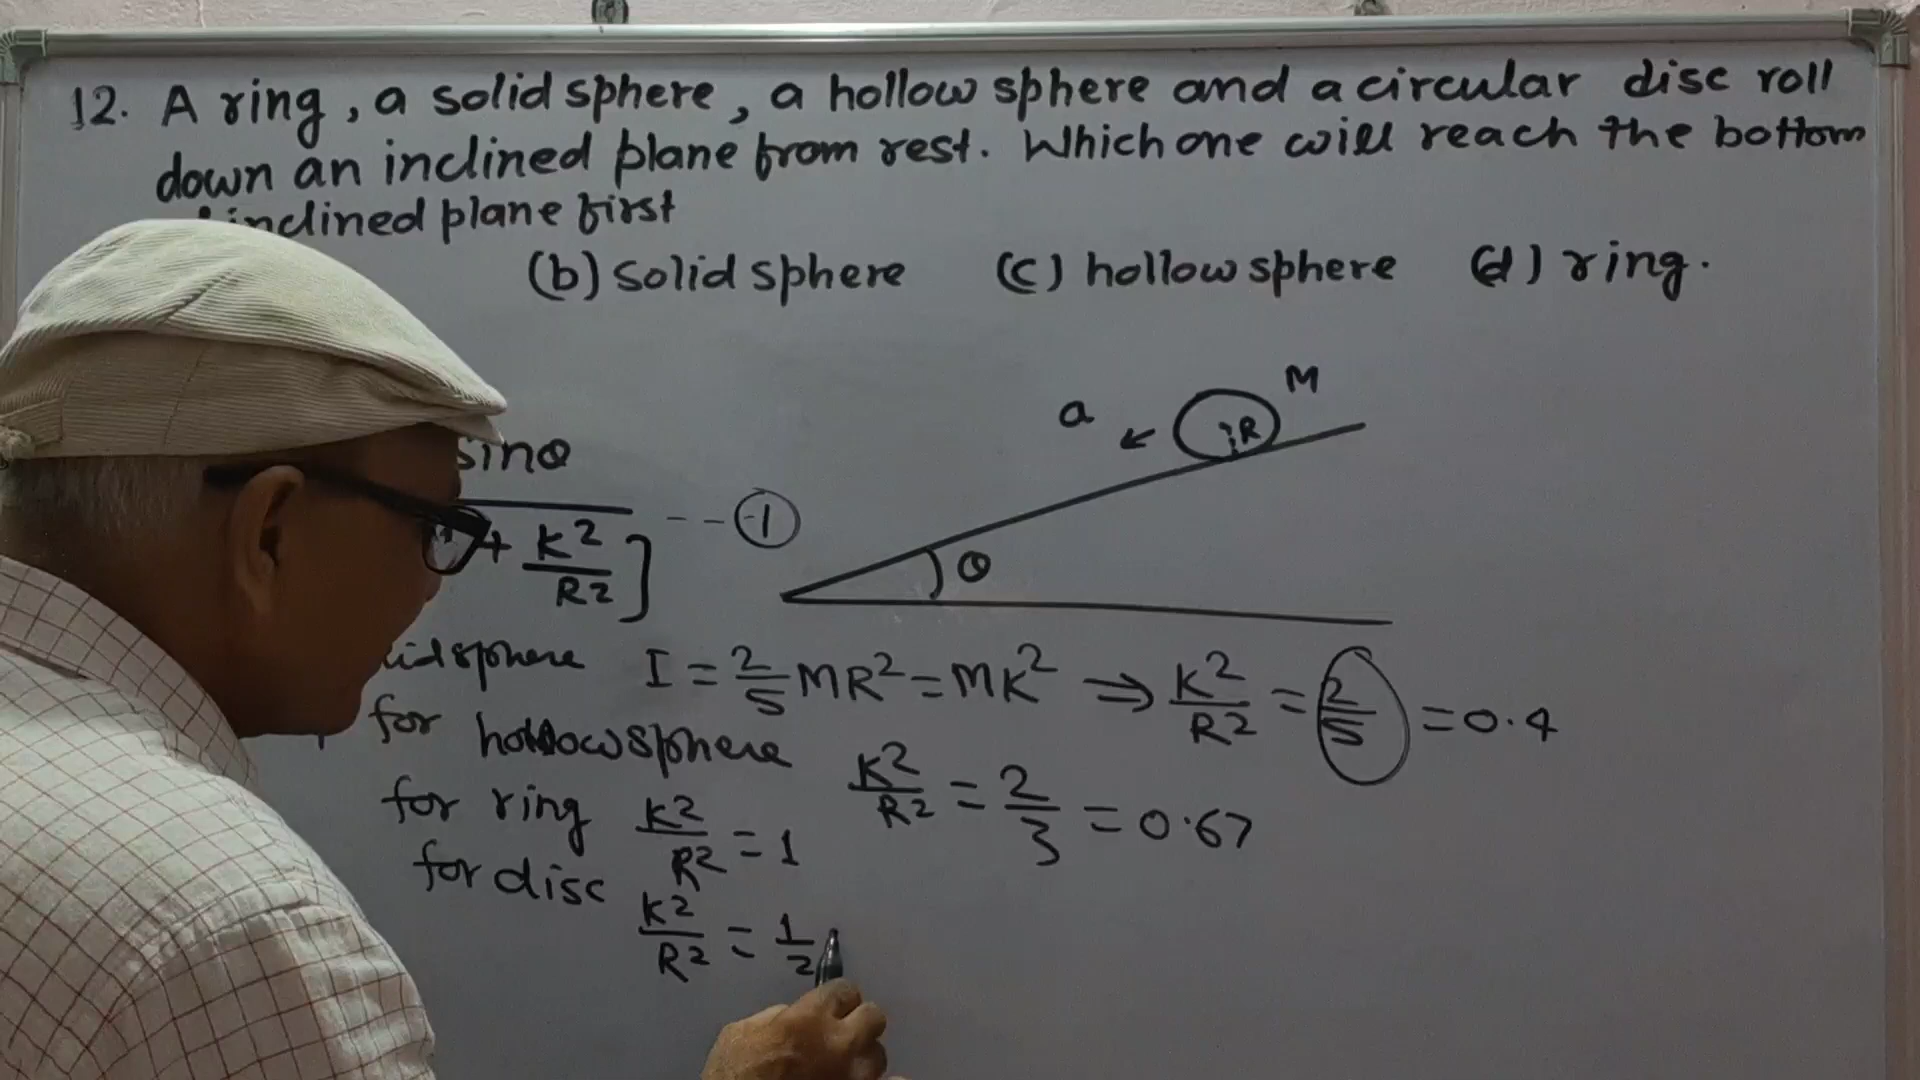 12. A ring, a solid sphere, a hollow sphere and a circular disc roll
down an inclined plane from rest. Which one will reach the bottom
inclined plane first
(b) solid sphere (c) hollow sphere (d) ring.
M
a
R
sinθ
+ K²/R² ] --- ①
θ
sphere I = 2/5 MR² = MK² ⇒ K²/R² = 2/5 = 0.4
for hollow sphere K²/R² = 2/3 = 0.67
for ring K²/R² = 1
for disc K²/R² = 1/2